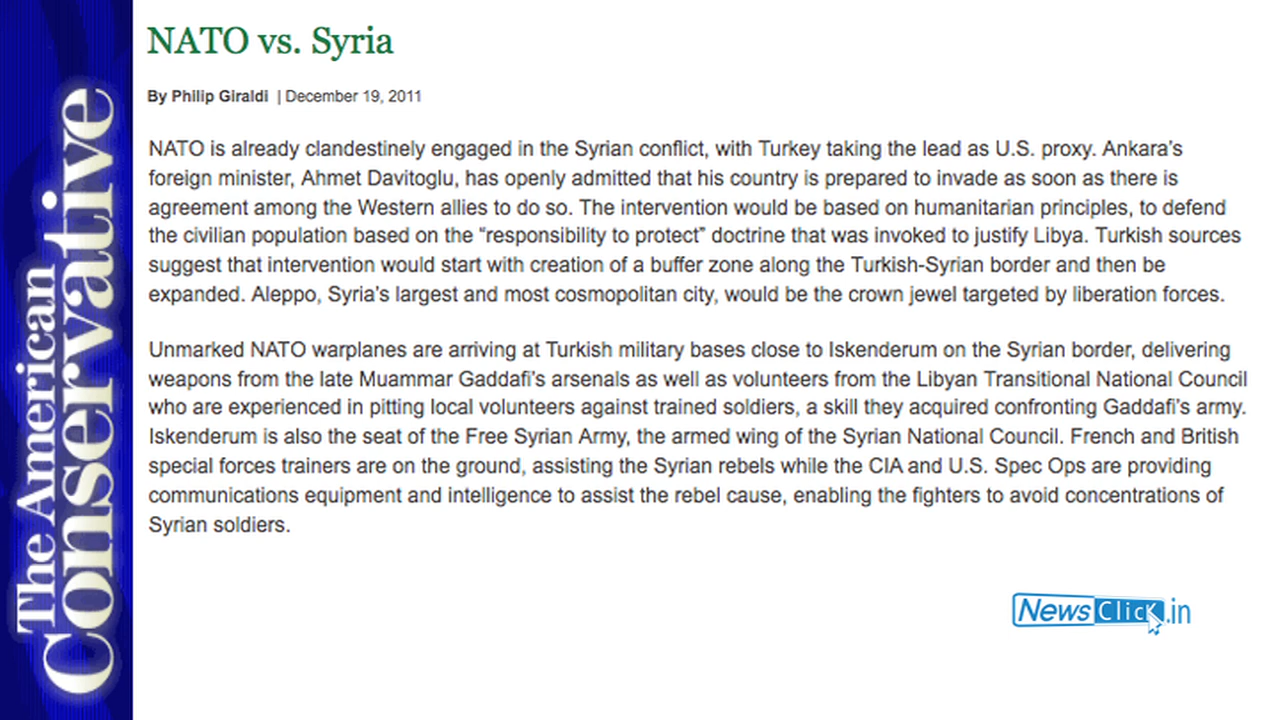 The American
Conservative
NATO vs. Syria
By Philip Giraldi | December 19, 2011
NATO is already clandestinely engaged in the Syrian conflict, with Turkey taking the lead as U.S. proxy. Ankara's
foreign minister, Ahmet Davitoglu, has openly admitted that his country is prepared to invade as soon as there is
agreement among the Western allies to do so. The intervention would be based on humanitarian principles, to defend
the civilian population based on the “responsibility to protect” doctrine that was invoked to justify Libya. Turkish sources
suggest that intervention would start with creation of a buffer zone along the Turkish-Syrian border and then be
expanded. Aleppo, Syria's largest and most cosmopolitan city, would be the crown jewel targeted by liberation forces.
Unmarked NATO warplanes are arriving at Turkish military bases close to Iskenderum on the Syrian border, delivering
weapons from the late Muammar Gaddafi's arsenals as well as volunteers from the Libyan Transitional National Council
who are experienced in pitting local volunteers against trained soldiers, a skill they acquired confronting Gaddafi's army.
Iskenderum is also the seat of the Free Syrian Army, the armed wing of the Syrian National Council. French and British
special forces trainers are on the ground, assisting the Syrian rebels while the CIA and U.S. Spec Ops are providing
communications equipment and intelligence to assist the rebel cause, enabling the fighters to avoid concentrations of
Syrian soldiers.
NewsClick.in